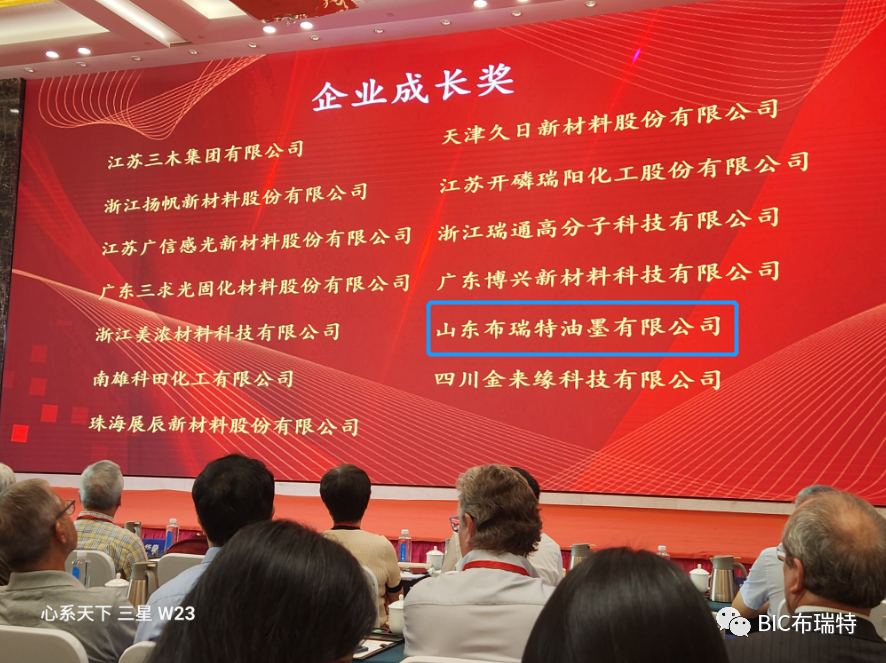 企业成长奖
江苏三木集团有限公司
浙江扬帆新材料股份有限公司
江苏广信感光新材料股份有限公司
广东三求光固化材料股份有限公司
浙江美浓材料科技有限公司
南雄科田化工有限公司
珠海展辰新材料股份有限公司
天津久日新材料股份有限公司
江苏开磷瑞阳化工股份有限公司
浙江瑞通高分子科技有限公司
广东博兴新材料科技有限公司
山东布瑞特油墨有限公司
四川金来缘科技有限公司
心系天下 三星 W23
BIC布瑞特